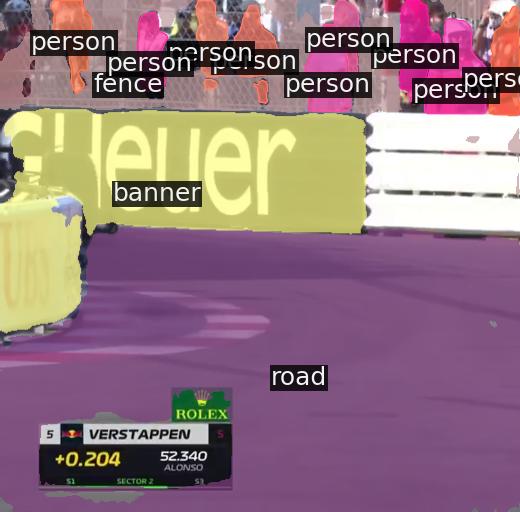 person
person
person
person
person
person
fence
person
person
person
Heuer
banner
UBS
road
ROLEX
5 VERSTAPPEN 5
+0.204 52.340
ALONSO
S1 SECTOR 2 S3